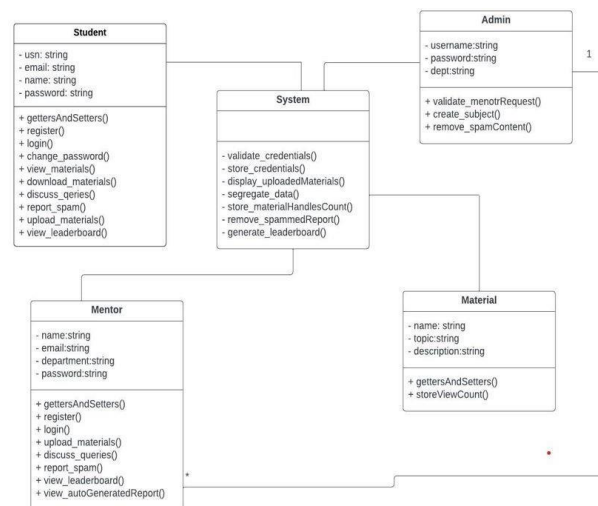 Student
- usn: string
- email: string
- name: string
- password: string
+ gettersAndSetters()
+ register()
+ login()
+ change_password()
+ view_materials()
+ download_materials()
+ discuss_qeries()
+ report_spam()
+ upload_materials()
+ view_leaderboard()
System
- validate_credentials()
- store_credentials()
- display_uploadedMaterials()
- segregate_data()
- store_materialHandlesCount()
- remove_spammedReport()
- generate_leaderboard()
Admin
- username:string
- password:string
- dept:string
+ validate_menotrRequest()
+ create_subject()
+ remove_spamContent()
1
Mentor
- name:string
- email:string
- department:string
- password:string
+ gettersAndSetters()
+ register()
+ login()
+ upload_materials()
+ discuss_queries()
+ report_spam()
+ view_leaderboard()
+ view_autoGeneratedReport()
*
Material
- name: string
- topic:string
- description:string
+ gettersAndSetters()
+ storeViewCount()